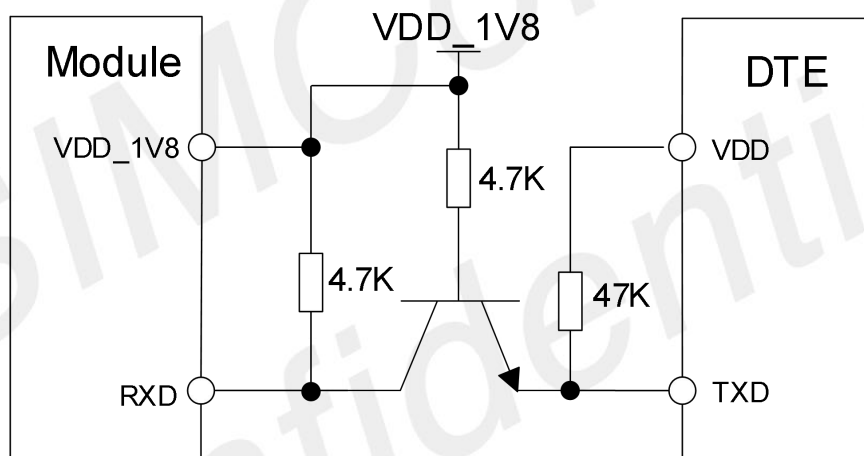 VDD_1V8
Module
DTE
VDD_1V8
VDD
4.7K
4.7K
47K
RXD
TXD